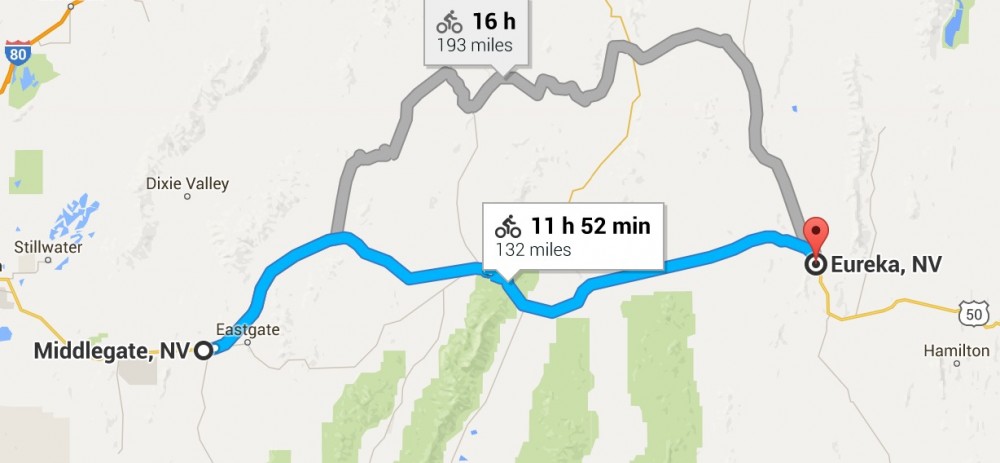 16 h
193 miles
80
Dixie Valley
11 h 52 min
132 miles
Stillwater
Eureka, NV
50
Eastgate
Middlegate, NV
Hamilton